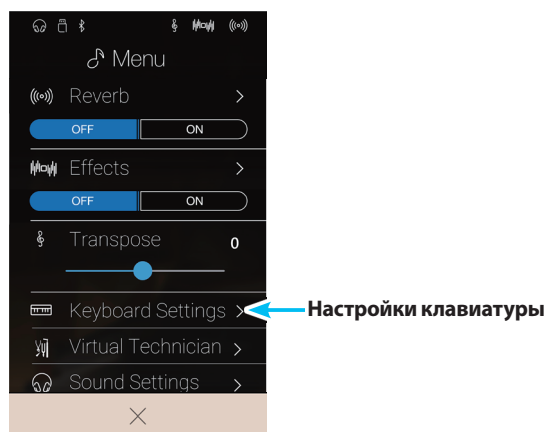 Menu
Reverb
OFF ON
Effects
OFF ON
Transpose 0
Keyboard Settings
Настройки клавиатуры
Virtual Technician
Sound Settings